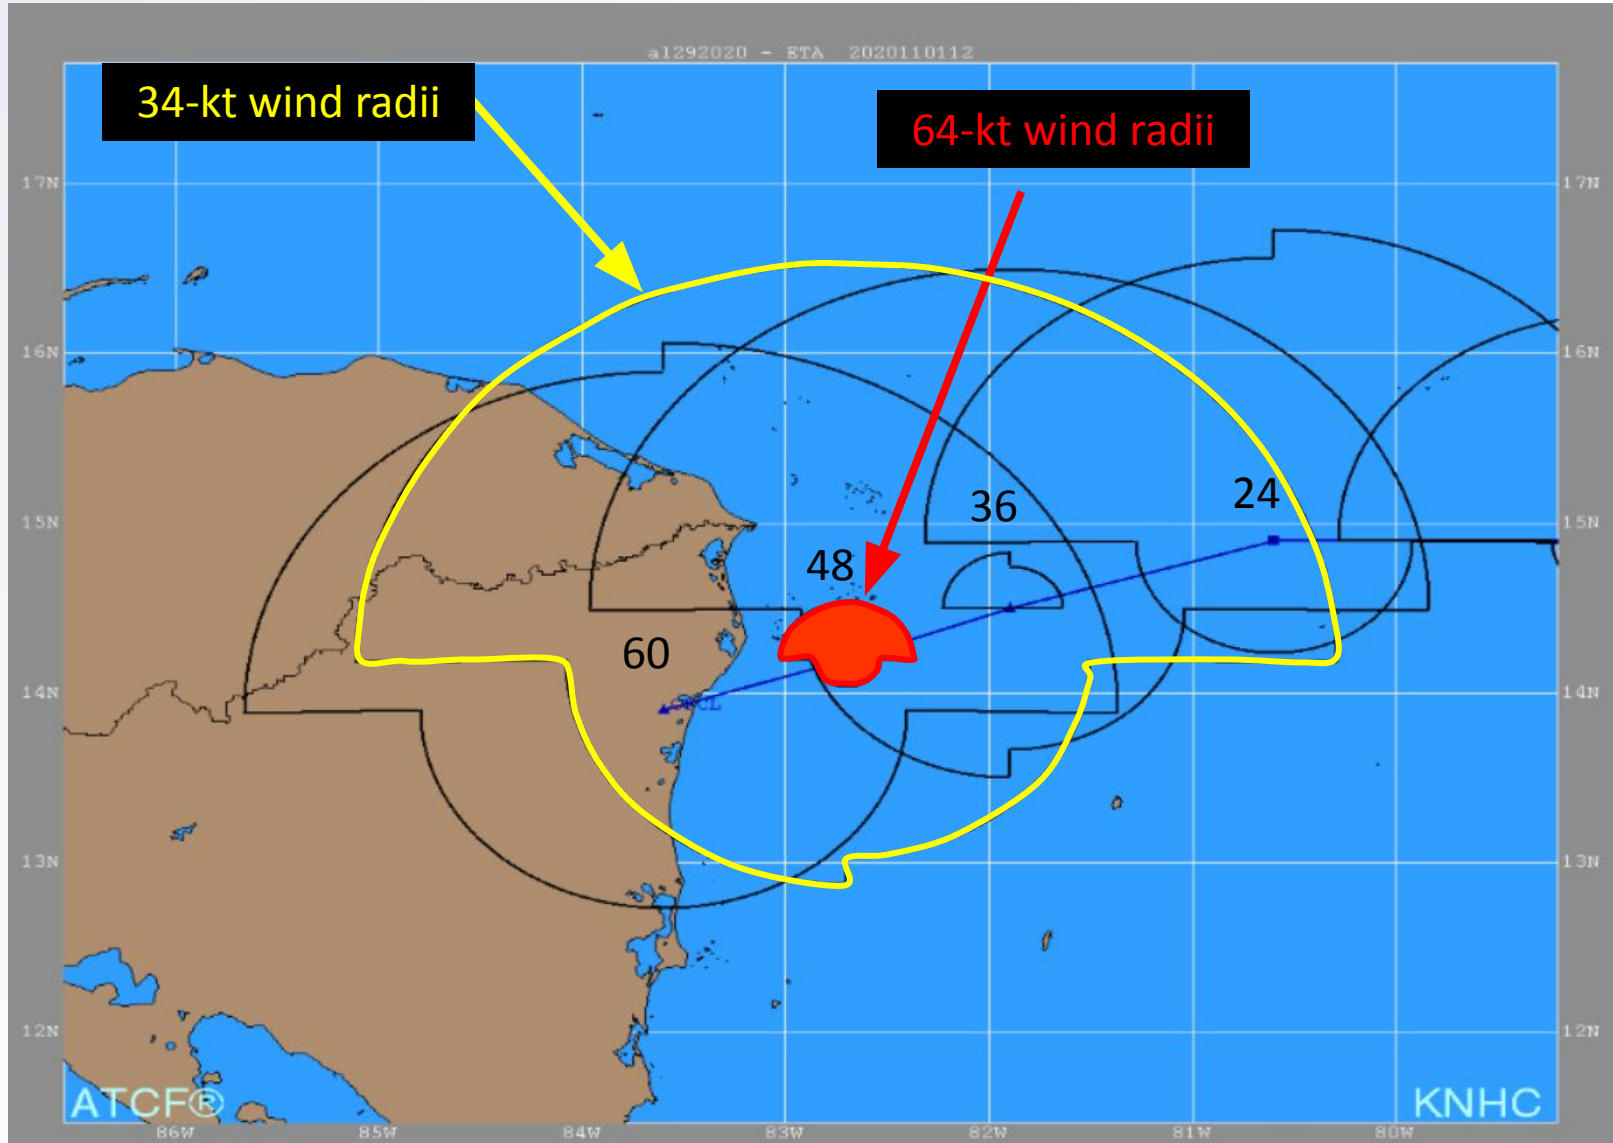 al292020 - ETA 2020110112
34-kt wind radii
64-kt wind radii
17N 17N
16N 16N
24
36
15N 15N
48
60
14N 14N
13N 13N
12N 12N
ATCF® KNHC
86W 85W 84W 83W 82W 81W 80W